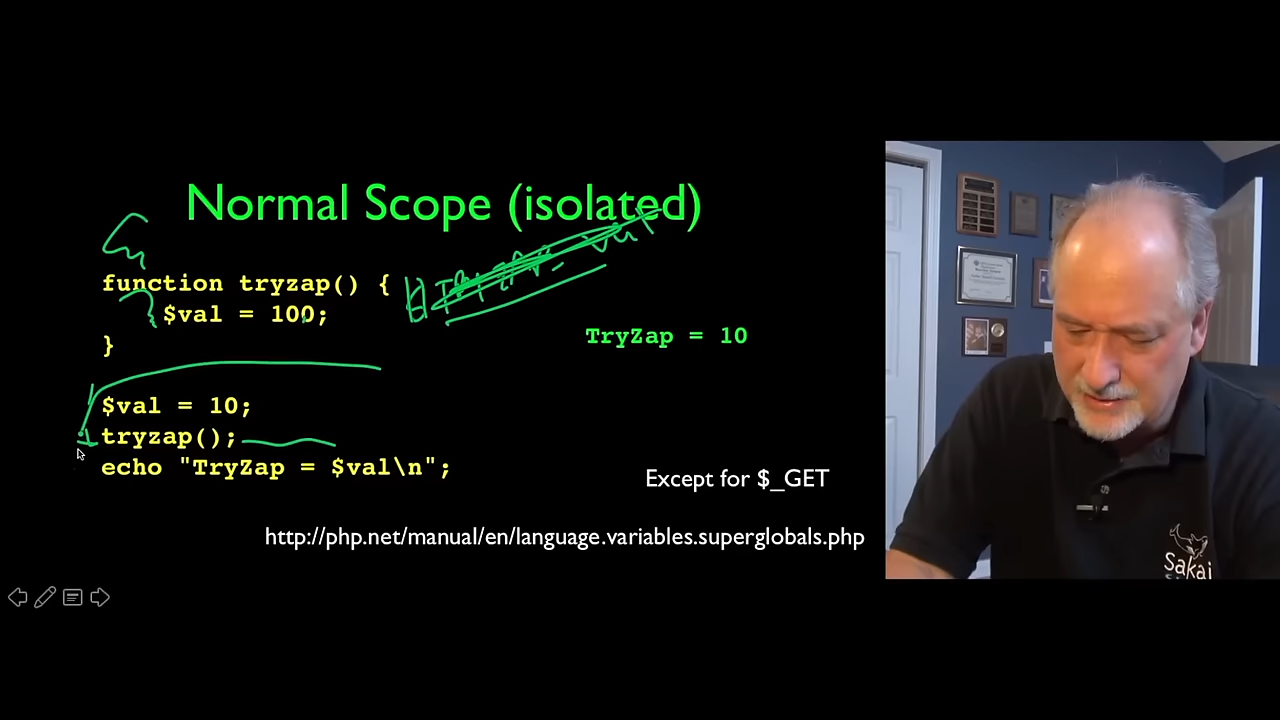 Normal Scope (isolated)
function tryzap() {
$val = 100;
}
TryZap = 10
$val = 10;
tryzap();
echo "TryZap = $val\n";
Except for $_GET
http://php.net/manual/en/language.variables.superglobals.php
Sakai